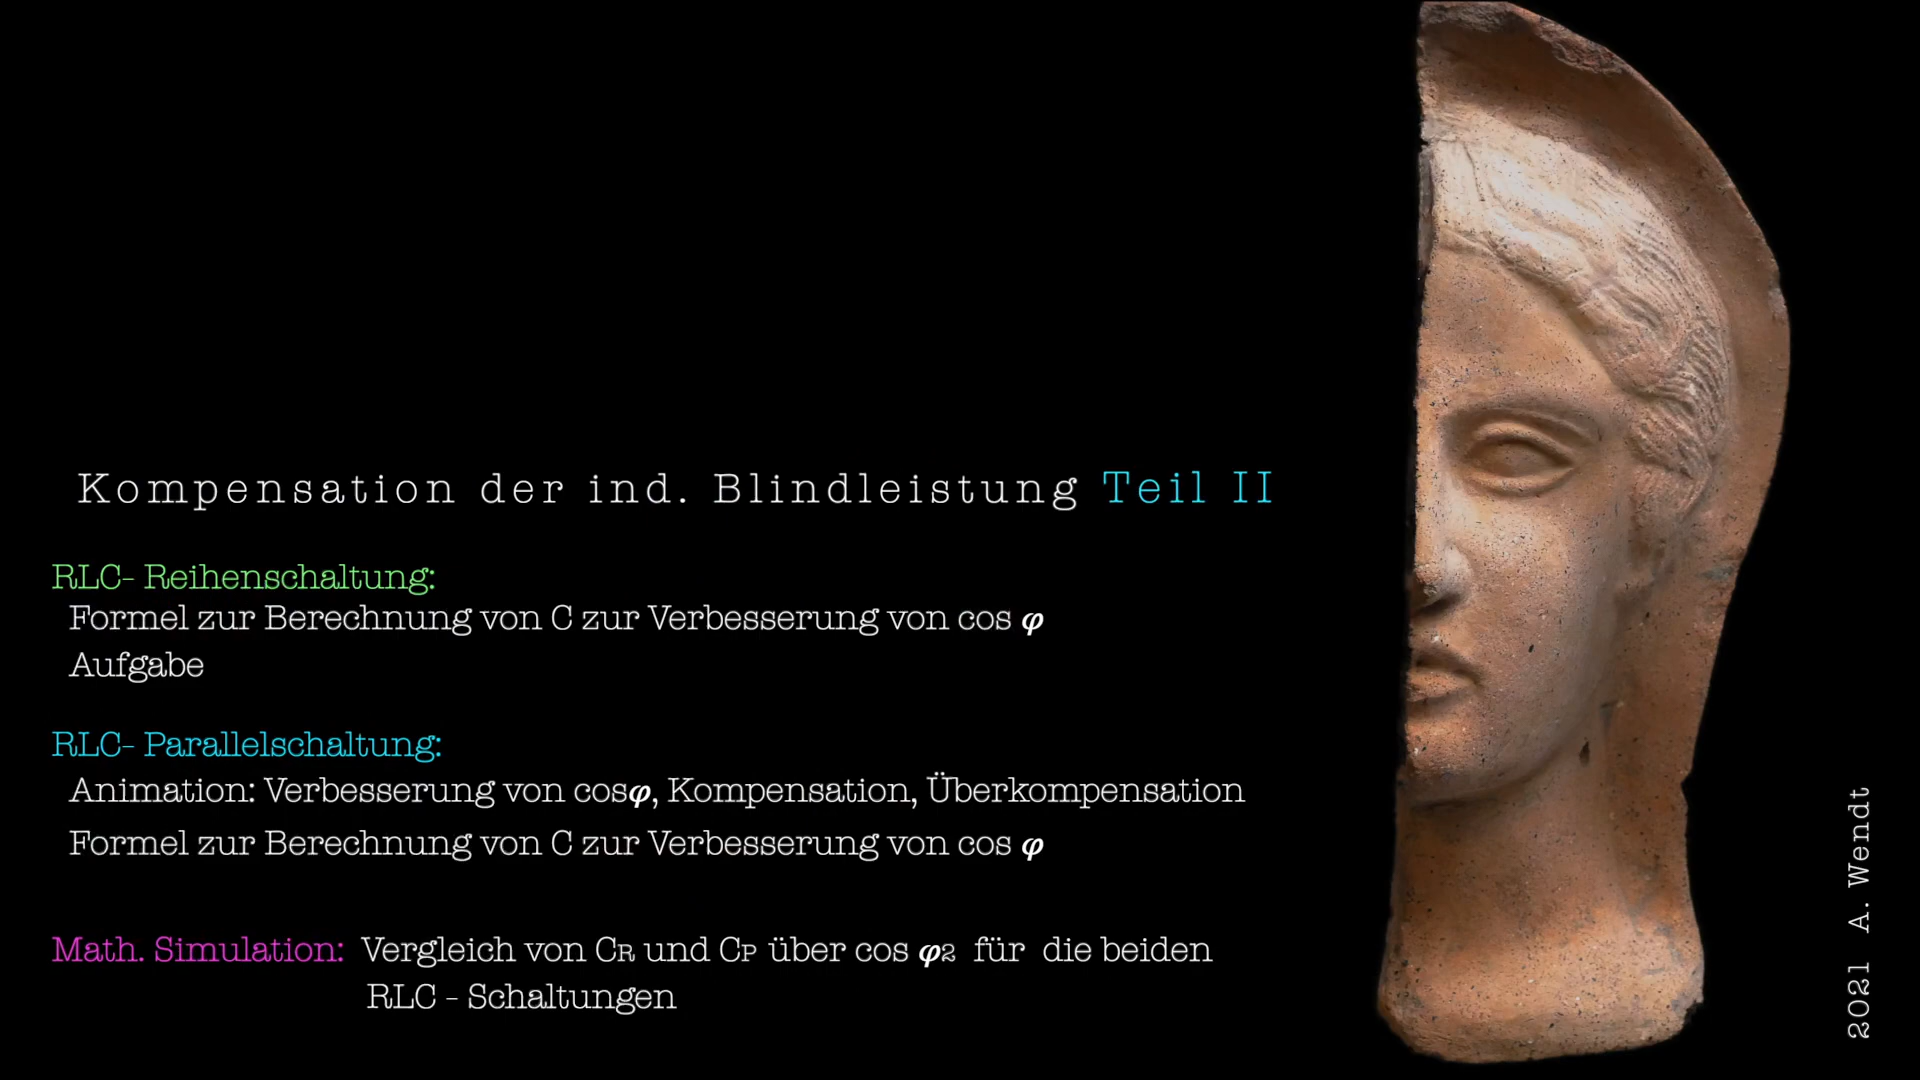 Kompensation der ind. Blindleistung Teil II
RLC- Reihenschaltung:
Formel zur Berechnung von C zur Verbesserung von cos φ
Aufgabe
RLC- Parallelschaltung:
Animation: Verbesserung von cosφ, Kompensation, Überkompensation
Formel zur Berechnung von C zur Verbesserung von cos φ
Math. Simulation: Vergleich von CR und CP über cos φ2 für die beiden
RLC - Schaltungen
2021 A. Wendt